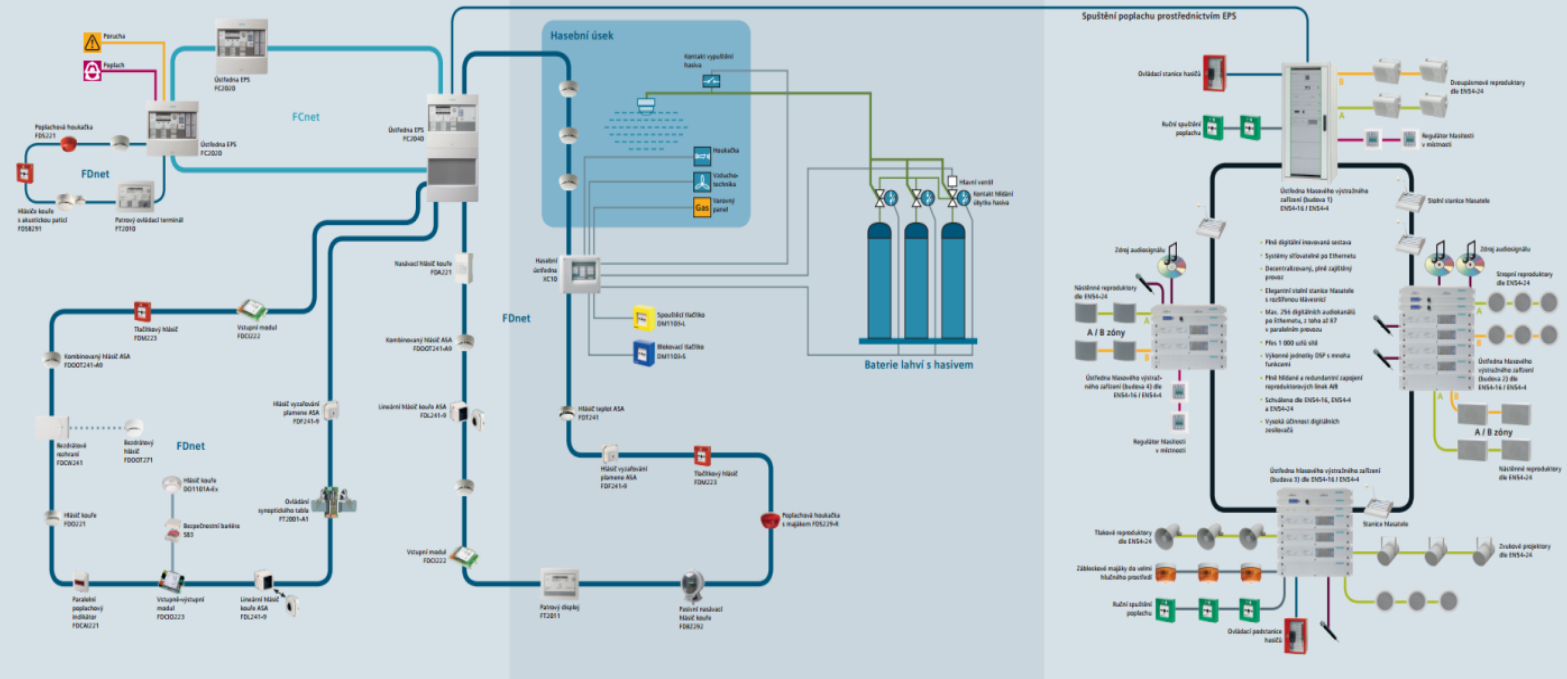 Porucha
Poplach
Ústředna EPS
FC2020
Poplachová houkačka
FDS221
Ústředna EPS
FC2020
FDnet
Hlásiče kouře
s akustickou paticí
FDSB291
Patrový ovládací terminál
FT2010
FCnet
Ústředna EPS
FC2040
Tlačítkový hlásič
FDM223
Vstupní modul
FDCI222
Kombinovaný hlásič ASA
FDOOT241-A9
Bezdrátové
rozhraní
FDCW241
Bezdrátový
hlásič
FDOOT271
FDnet
Hlásič kouře
DO1101A-Ex
Bezpečnostní bariéra
SB3
Hlásič kouře
FDO221
Paralelní
poplachový
indikátor
FDCAI221
Vstupně-výstupní
modul
FDCIO223
Lineární hlásič
kouře ASA
FDL241-9
Hlásič vyzařování
plamene ASA
FDF241-9
Ovládání
synoptického tabla
FT2001-A1
Nasávací hlásič kouře
FDA221
Kombinovaný hlásič ASA
FDOOT241-A9
Lineární hlásič kouře ASA
FDL241-9
Vstupní modul
FDCI222
FDnet
Hasební úsek
Kontakt vypuštění
hasiva
Houkačka
Vzducho-
technika
Gas
Varovný
panel
Hasební
ústředna
XC10
Spouštěcí tlačítko
DM1103-L
Blokovací tlačítko
DM1103-S
Hlavní ventil
Kontakt hlídání
úbytku hasiva
Baterie lahví s hasivem
Hlásič teplot ASA
FDT241
Hlásič vyzařování
plamene ASA
FDF241-9
Tlačítkový hlásič
FDM223
Poplachová houkačka
s majákem FDS229-R
Patrový displej
FT2011
Pasivní nasávací
hlásič kouře
FDBZ292
Spuštění poplachu prostřednictvím EPS
Ovládací stanice hasičů
Ruční spuštění
poplachu
B
A
Dvoupásmové reproduktory
dle EN54-24
Regulátor hlasitosti
v místnosti
Ústředna hlasového výstražného
zařízení (budova 1)
EN54-16 / EN54-4
Stolní stanice hlasatele
• Plně digitální inovovaná sestava
• Systémy síťovatelné po Ethernetu
• Decentralizovaný, plně zajištěný
provoz
• Elegantní stolní stanice hlasatele
s rozšířenou klávesnicí
• Max. 256 digitálních audiokanálů
po Ethernetu, z toho až 87
v paralelním provozu
• Přes 1 000 uzlů sítě
• Výkonné jednotky DSP s mnoha
funkcemi
• Plně hlídané a redundantní zapojení
reproduktorových linek A/B
• Schváleno dle EN54-16, EN54-4
a EN54-24
• Vysoká účinnost digitálních
zesilovačů
Zdroj audiosignálu
Nástěnné reproduktory
dle EN54-24
A
A / B zóny
B
Ústředna hlasového výstraž-
ného zařízení (budova 4) dle
EN54-16 / EN54-4
Regulátor hlasitosti
v místnosti
Zdroj audiosignálu
Stropní reproduktory
dle EN54-24
A
B
Ústředna hlasového
výstražného zařízení
(budova 2) dle
EN54-16 / EN54-4
A
B
A / B zóny
Nástěnné reproduktory
dle EN54-24
Ústředna hlasového výstražného zařízení
(budova 3) dle EN54-16 / EN54-4
Stanice hlasatele
Tlakové reproduktory
dle EN54-24
Zvukové projektory
dle EN54-24
Zábleskové majáky do velmi
hlučného prostředí
Ruční spuštění
poplachu
Ovládací podstanice
hasičů